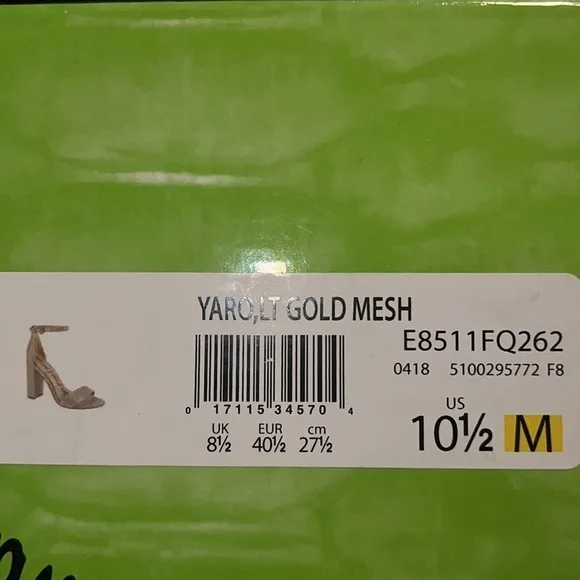 YARO,LT GOLD MESH
E8511FQ262
0418 5100295772 F8
0 17115 34570 4
UK EUR cm
8½ 40½ 27½
US
10½ M